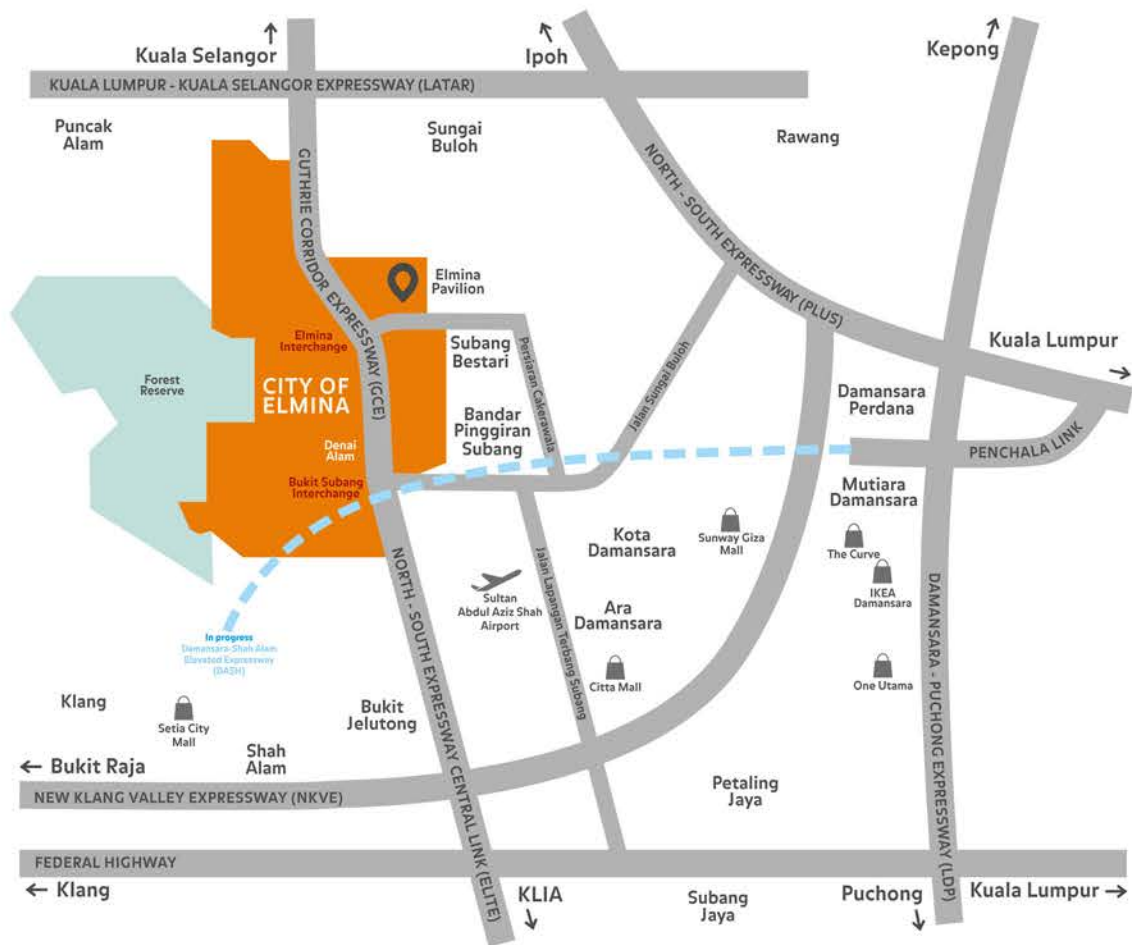 Kuala Selangor
Ipoh
Kepong
KUALA LUMPUR - KUALA SELANGOR EXPRESSWAY (LATAR)
Puncak
Alam
Sungai
Buloh
Rawang
GUTHRIE CORRIDOR EXPRESSWAY (GCE)
NORTH - SOUTH EXPRESSWAY (PLUS)
Elmina
Pavilion
Elmina
Interchange
Subang
Bestari
Persiaran Cakerawala
Jalan Sungai Buloh
Kuala Lumpur
Forest
Reserve
CITY OF
ELMINA
Damansara
Perdana
Bandar
Pinggiran
Subang
Denai
Alam
PENCHALA LINK
Bukit Subang
Interchange
Mutiara
Damansara
Kota
Damansara
Sunway Giza
Mall
The Curve
IKEA
Damansara
NORTH - SOUTH EXPRESSWAY CENTRAL LINK (ELITE)
Sultan
Abdul Aziz Shah
Airport
Jalan Lapangan Terbang Subang
Ara
Damansara
DAMANSARA - PUCHONG EXPRESSWAY (LDP)
In progress
Damansara-Shah Alam
Elevated Expressway
(DASH)
Citta Mall
One Utama
Klang
Setia City
Mall
Bukit
Jelutong
Shah
Alam
← Bukit Raja
Petaling
Jaya
NEW KLANG VALLEY EXPRESSWAY (NKVE)
FEDERAL HIGHWAY
← Klang
KLIA
Subang
Jaya
Puchong
Kuala Lumpur →